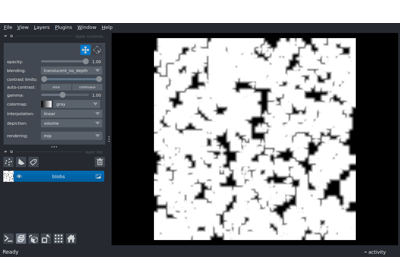 File View Layers Plugins Window Help
opacity: 1.00
blending: translucent_no_depth
contrast limits:
auto-contrast: once continuous
gamma: 1.00
colormap: gray
interpolation: linear
depiction: volume
rendering: mip
blobs
Ready
activity